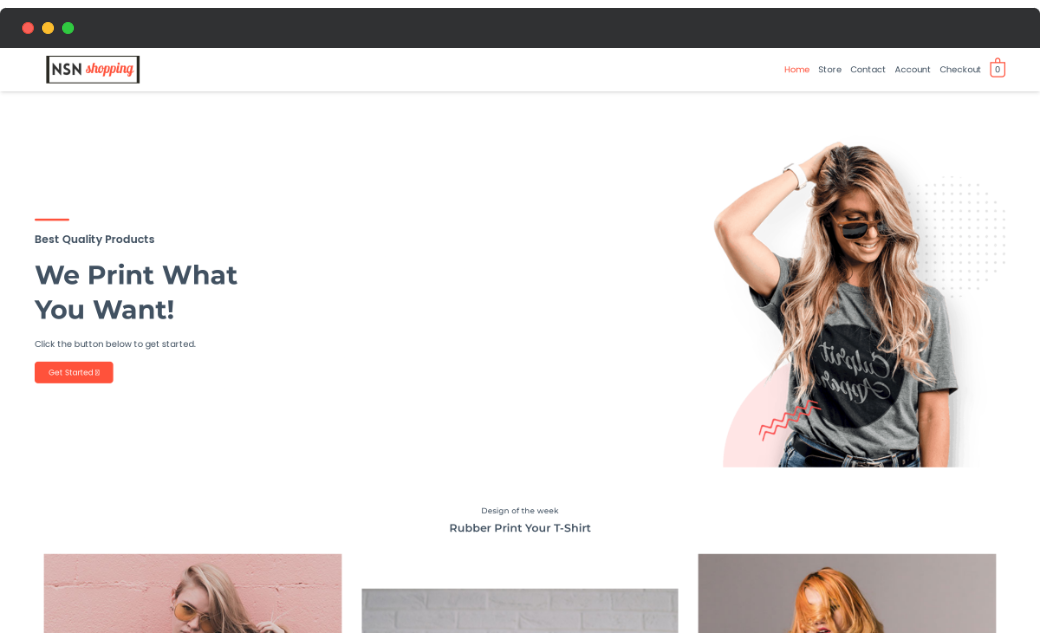 NSN shopping
Home Store Contact Account Checkout 0
Best Quality Products
We Print What
You Want!
Click the button below to get started.
Get Started
Culprit
Design of the week
Rubber Print Your T-Shirt